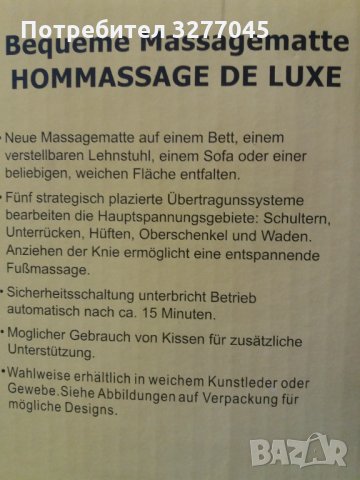 Потребител 3277045
Bequeme Massagematte
HOMMASSAGE DE LUXE
• Neue Massagematte auf einem Bett, einem
verstellbaren Lehnstuhl, einem Sofa oder einer
beliebigen, weichen Fläche entfalten.
• Fünf strategisch plazierte Übertragunssysteme
bearbeiten die Hauptspannungsgebiete: Schultern,
Unterrücken, Hüften, Oberschenkel und Waden.
Anziehen der Knie ermöglicht eine entspannende
Fußmassage.
• Sicherheitsschaltung unterbricht Betrieb
automatisch nach ca. 15 Minuten.
• Moglicher Gebrauch von Kissen für zusätzliche
Unterstützung.
• Wahlweise erhältlich in weichem Kunstleder oder
Gewebe.Siehe Abbildungen auf Verpackung für
mögliche Designs.
BAZAR